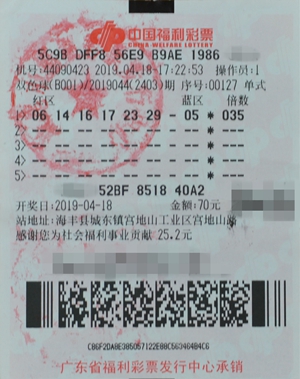 中国福利彩票
CHINA WELFARE LOTTERY
5C9B DFF8 56E9 B9AE 1986
机号:44090423 2019.04.18-17:22:53 操作员:1
双色球(B001)2019044(2403)期 序号:00127 单式
红区 蓝区 倍数
1> 06 14 16 17 23 29 - 05 * 035
2> *
3> *
4> *
5> *
52BF 8518 40A2
开奖日:2019-04-18 金额:70元
站地址:海丰县城东镇宫地山工业区宫地山
感谢您为社会福利事业贡献 25.2元
广东省福利彩票发行中心承销